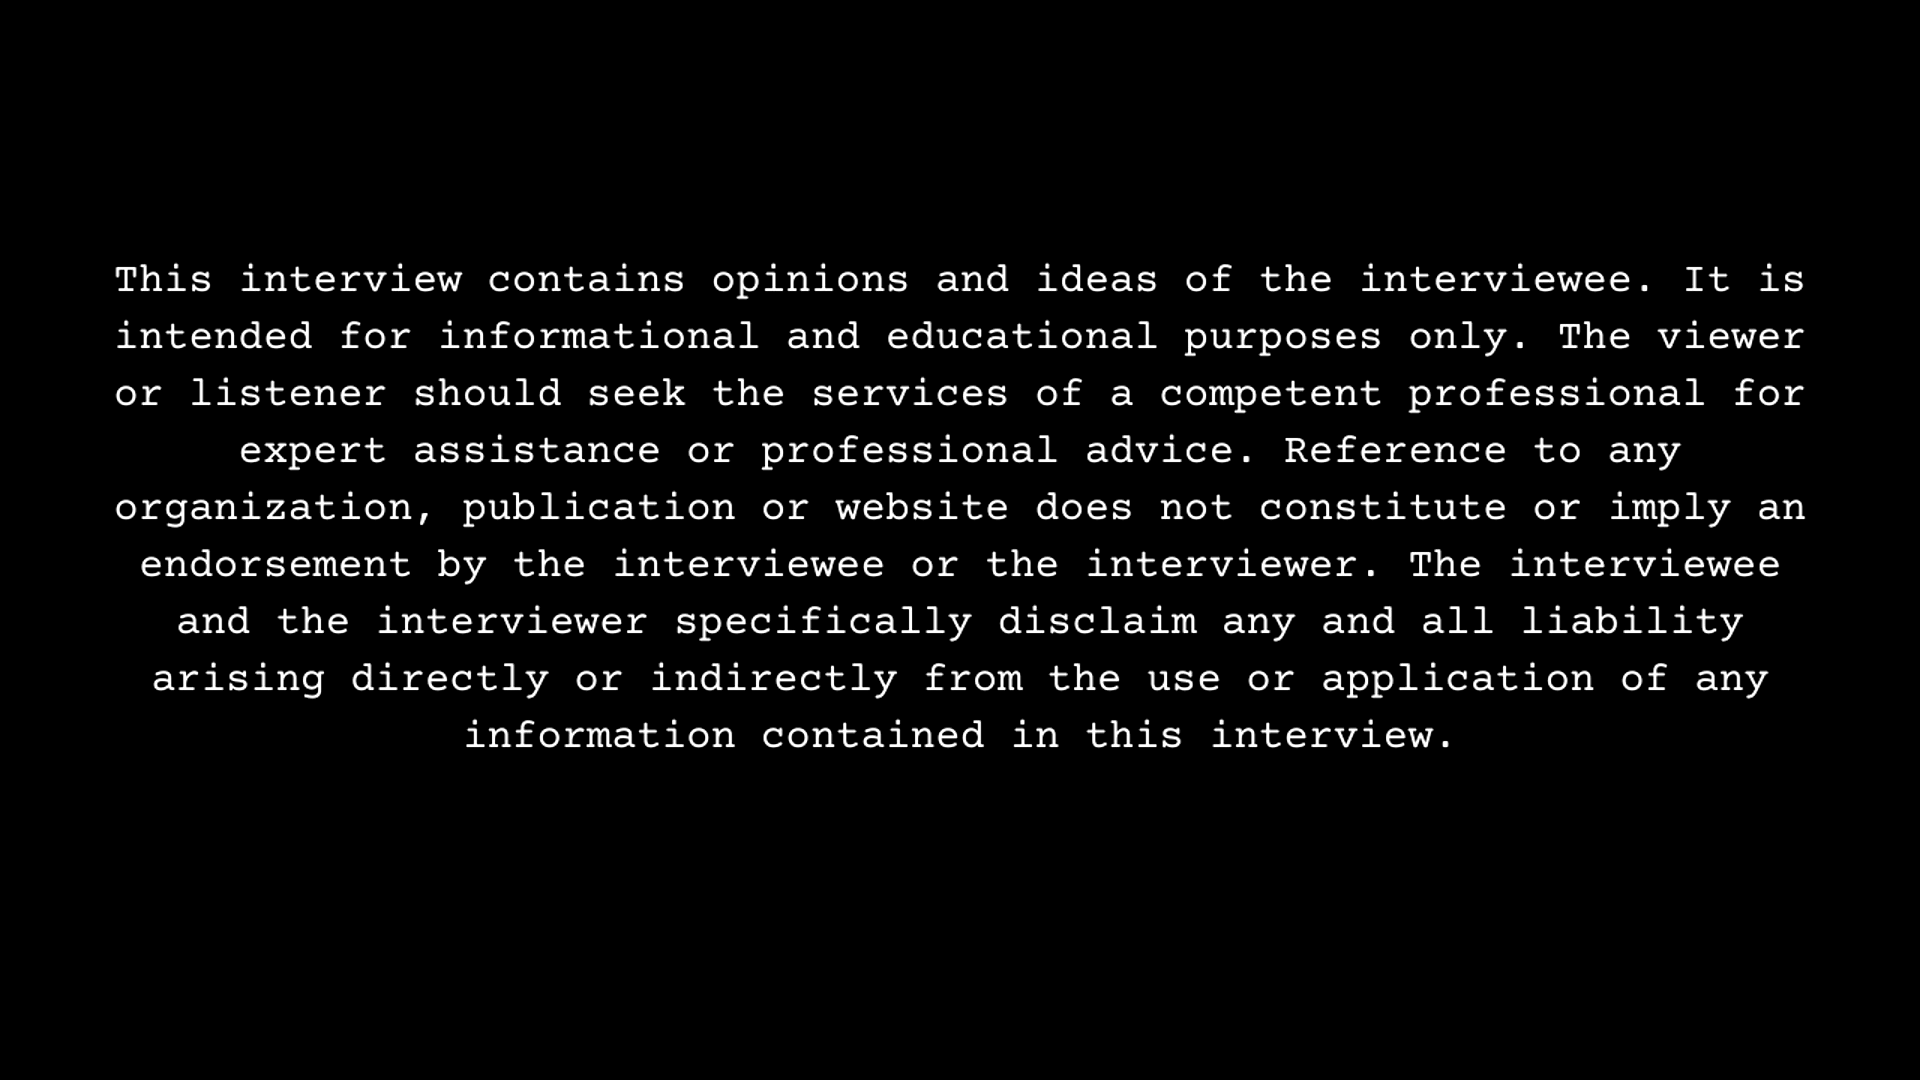 This interview contains opinions and ideas of the interviewee. It is
intended for informational and educational purposes only. The viewer
or listener should seek the services of a competent professional for
expert assistance or professional advice. Reference to any
organization, publication or website does not constitute or imply an
endorsement by the interviewee or the interviewer. The interviewee
and the interviewer specifically disclaim any and all liability
arising directly or indirectly from the use or application of any
information contained in this interview.